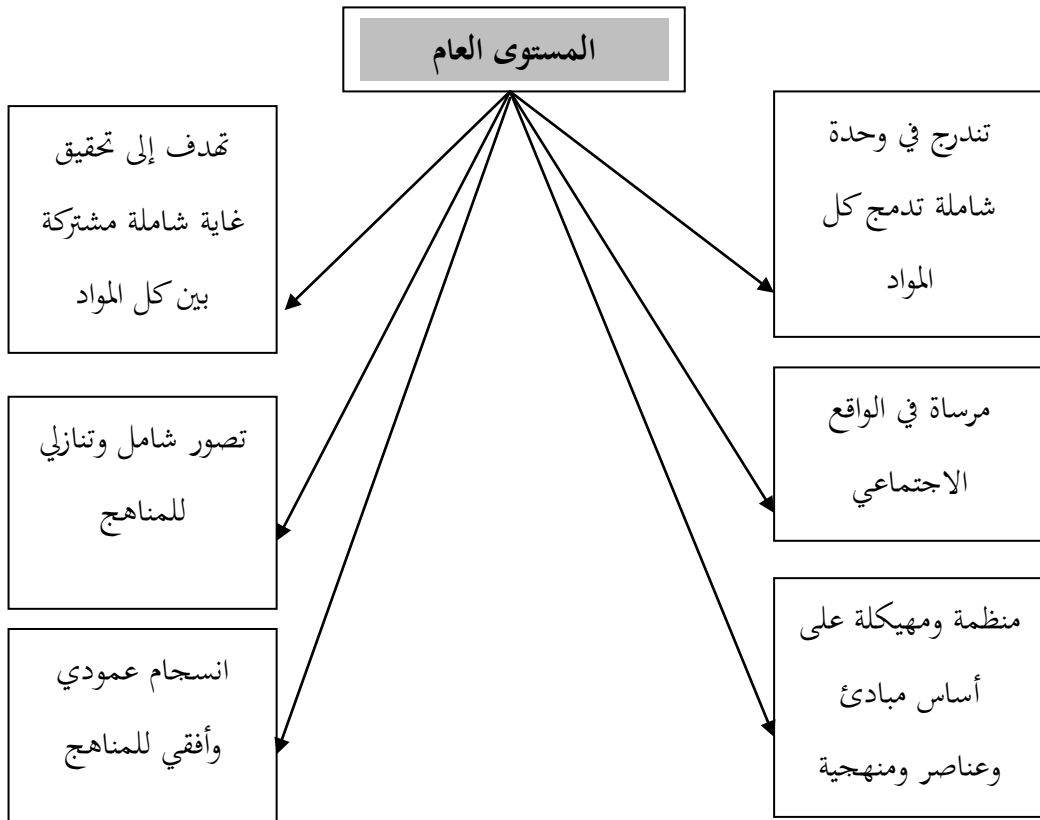 المستوى العام
تندرج في وحدة
شاملة تدمج كل
المواد
تهدف إلى تحقيق
غاية شاملة مشتركة
بين كل المواد
مرساة في الواقع
الاجتماعي
تصور شامل وتنازلي
للمناهج
منظمة ومهيكلة على
أساس مبادئ
وعناصر ومنهجية
انسجام عمودي
وأفقي للمناهج